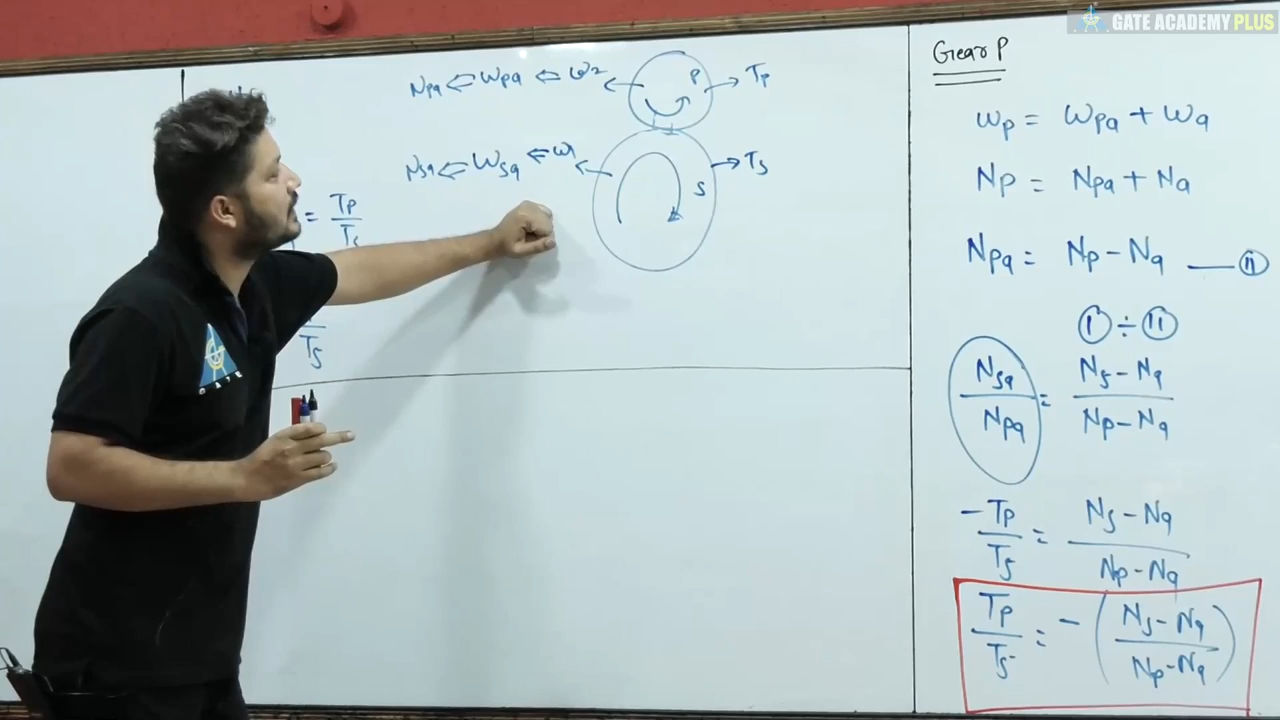 GATE ACADEMY PLUS
Npa ⇐ ωpa ⇐ ω2 ← P → Tp
Nsa ⇐ ωsa ⇐ ω1 ← S → Ts
= Tp/Ts
Ts
GATE
Gear P
ωp = ωpa + ωa
Np = Npa + Na
Npa = Np - Na — II
I ÷ II
Nsa/Npa = Ns - Na/Np - Na
-Tp/Ts = Ns - Na/Np - Na
Tp/Ts = - (Ns - Na/Np - Na)